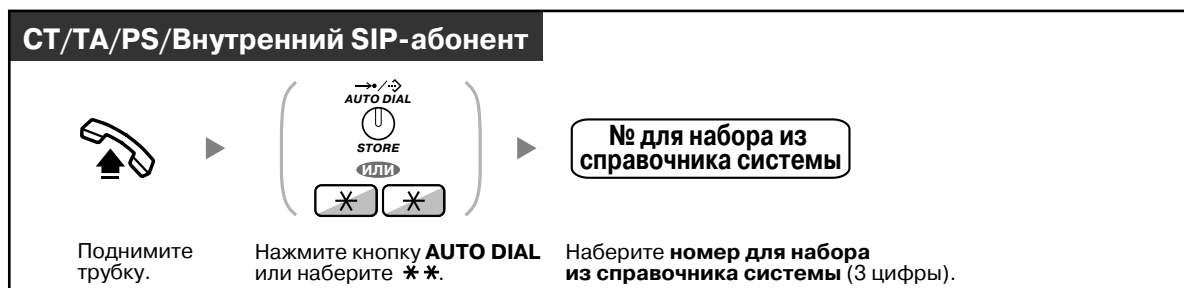 СТ/ТА/PS/Внутренний SIP-абонент
AUTO DIAL
STORE
или
* *
№ для набора из
справочника системы
Поднимите
трубку.
Нажмите кнопку AUTO DIAL
или наберите * *.
Наберите номер для набора
из справочника системы (3 цифры).